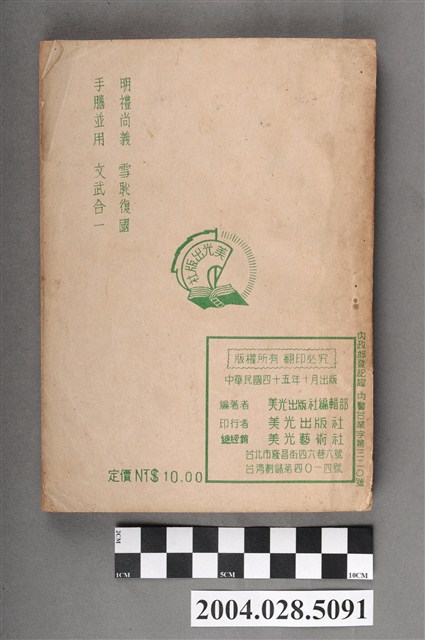 明禮尚義 雪恥復國
手腦並用 文武合一
美光出版社
版權所有 翻印必究
中華民國四十五年十月出版
編著者 美光出版社編輯部
印行者 美光出版社
總經銷 美光藝術社
台北市隆昌街四六巷六號
台灣劃儲第四〇一四號
內政部登記證 內警台業字第三二〇號
定價NT$10.00
2CM
1CM
5CM
10CM
2004.028.5091